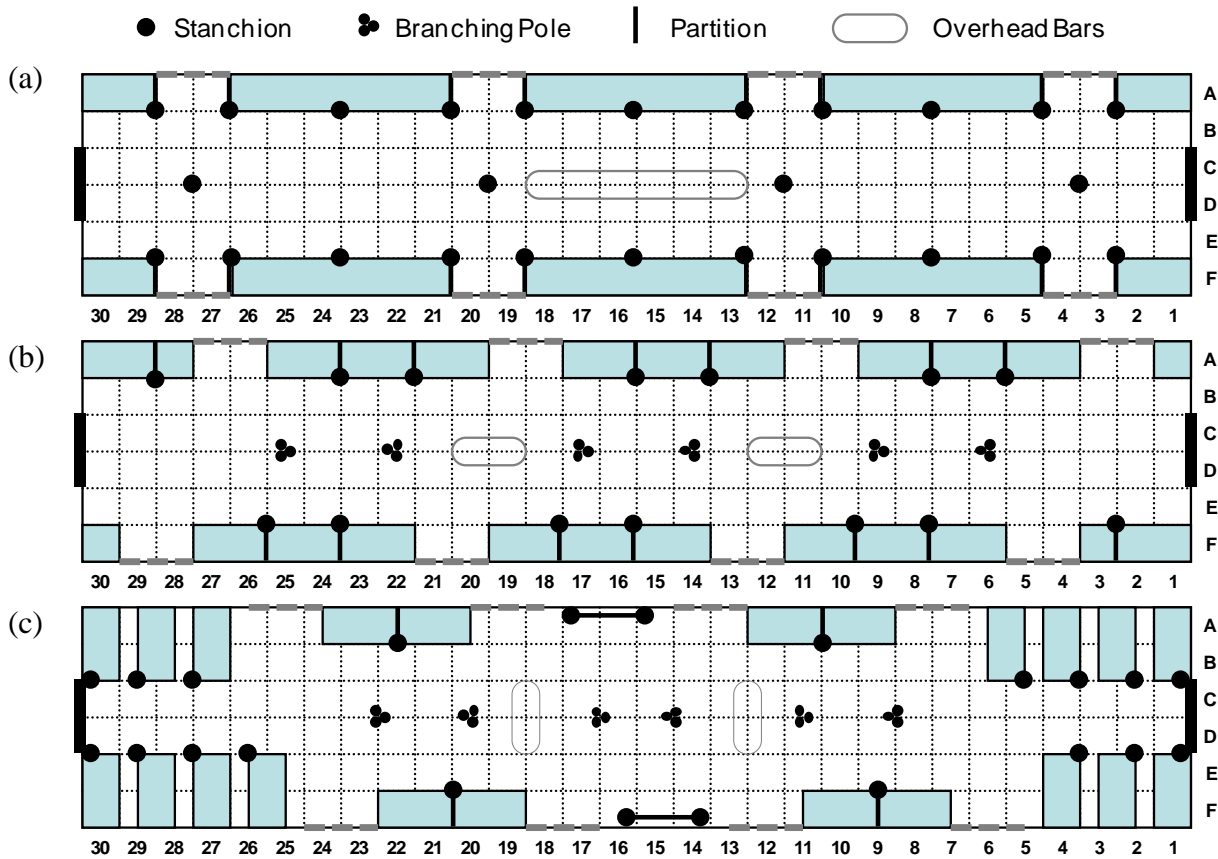 Stanchion Branching Pole Partition Overhead Bars
(a)
A
B
C
D
E
F
30 29 28 27 26 25 24 23 22 21 20 19 18 17 16 15 14 13 12 11 10 9 8 7 6 5 4 3 2 1
(b)
A
B
C
D
E
F
30 29 28 27 26 25 24 23 22 21 20 19 18 17 16 15 14 13 12 11 10 9 8 7 6 5 4 3 2 1
(c)
A
B
C
D
E
F
30 29 28 27 26 25 24 23 22 21 20 19 18 17 16 15 14 13 12 11 10 9 8 7 6 5 4 3 2 1